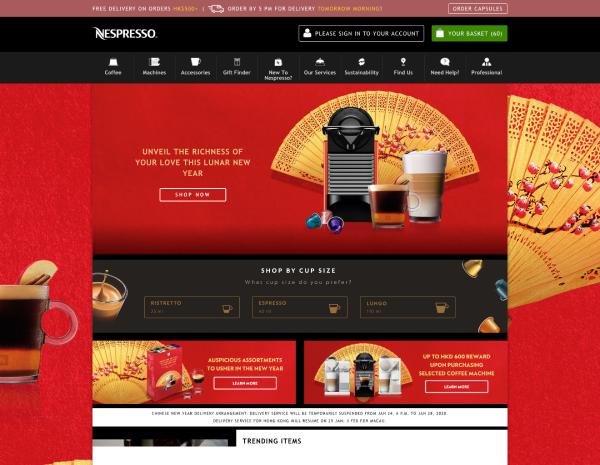 FREE DELIVERY ON ORDERS HK$500+ | ORDER BY 5 PM FOR DELIVERY TOMORROW MORNING!
ORDER CAPSULES
NESPRESSO
PLEASE SIGN IN TO YOUR ACCOUNT
YOUR BASKET (60)
Coffee
Machines
Accessories
Gift Finder
New To Nespresso?
Our Services
Sustainability
Find Us
Need Help?
Professional
UNVEIL THE RICHNESS OF
YOUR LOVE THIS LUNAR NEW
YEAR
SHOP NOW
SHOP BY CUP SIZE
What cup size do you prefer?
RISTRETTO
25 ml
ESPRESSO
40 ml
LUNGO
110 ml
AUSPICIOUS ASSORTMENTS
TO USHER IN THE NEW YEAR
LEARN MORE
UP TO HKD 600 REWARD
UPON PURCHASING
SELECTED COFFEE MACHINE
LEARN MORE
CHINESE NEW YEAR DELIVERY ARRANGEMENT: DELIVERY SERVICE WILL BE TEMPORARILY SUSPENDED FROM JAN 24, 6 P.M. TO JAN 28, 2020.
DELIVERY SERVICE FOR HONG KONG WILL RESUME ON 29 JAN, 3 FEB FOR MACAU.
TRENDING ITEMS